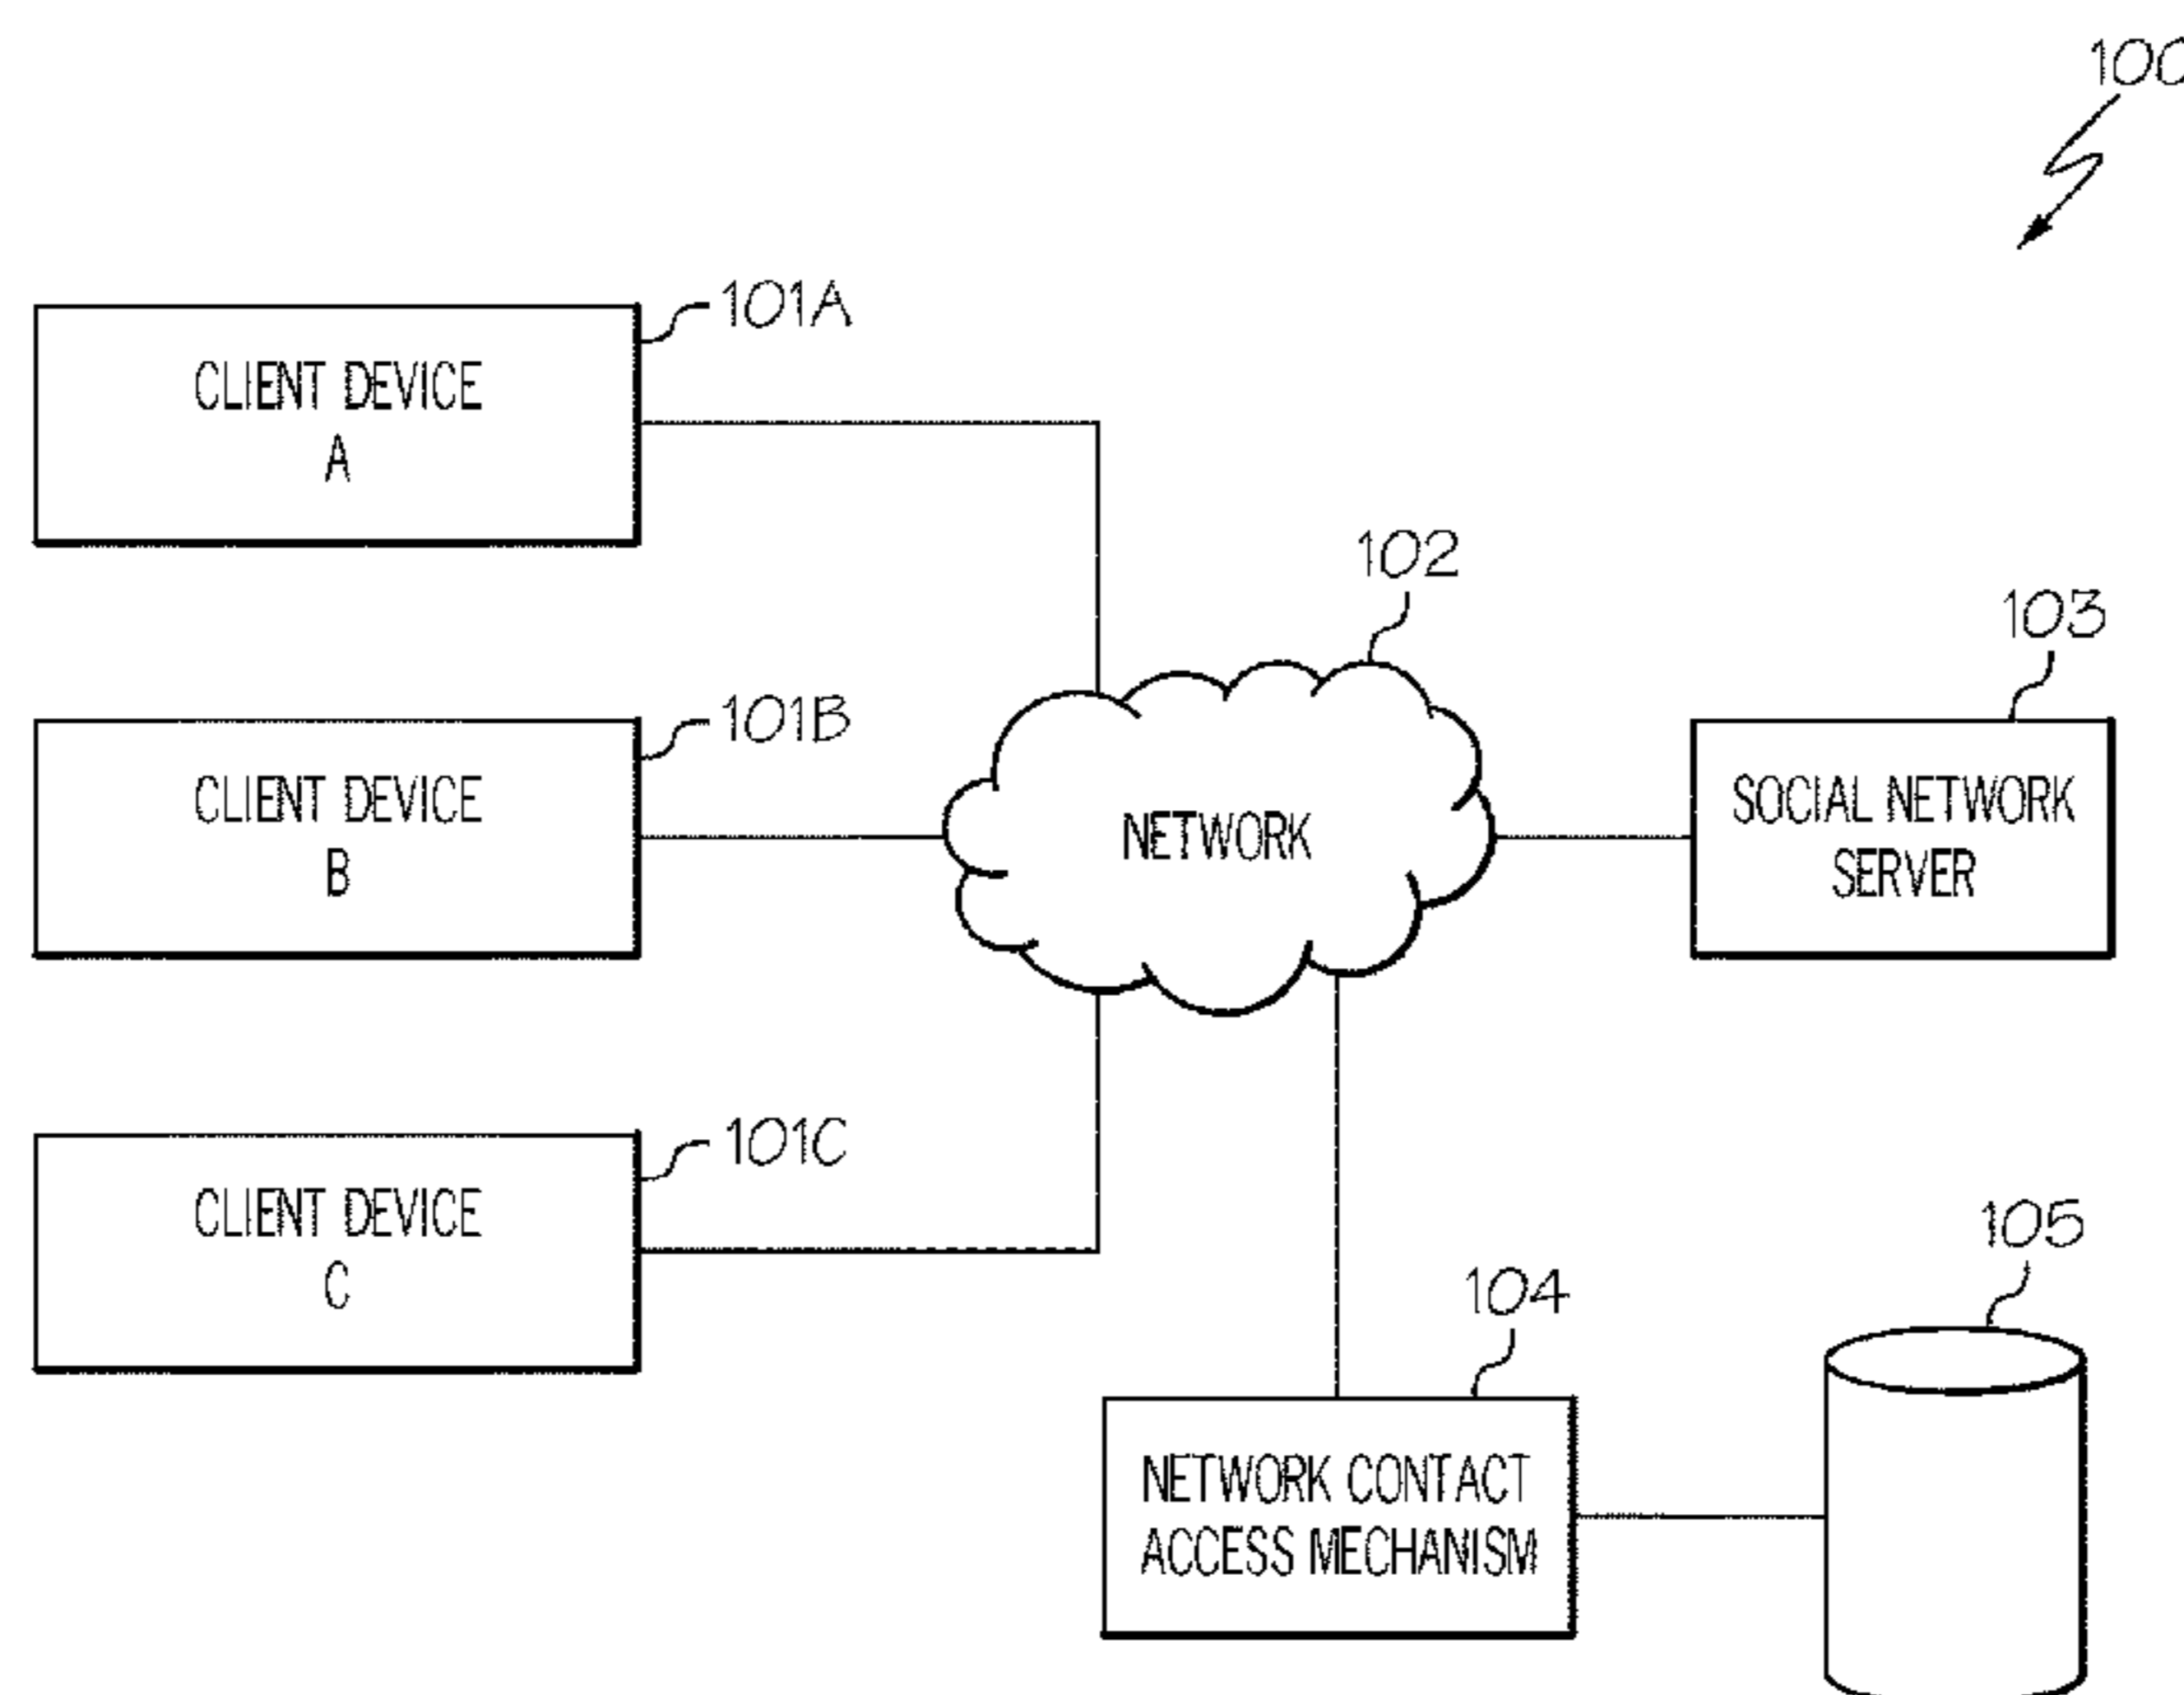 100
101A
CLIENT DEVICE
A
102
103
101B
CLIENT DEVICE
B
NETWORK
SOCIAL NETWORK
SERVER
101C
CLIENT DEVICE
C
105
104
NETWORK CONTACT
ACCESS MECHANISM